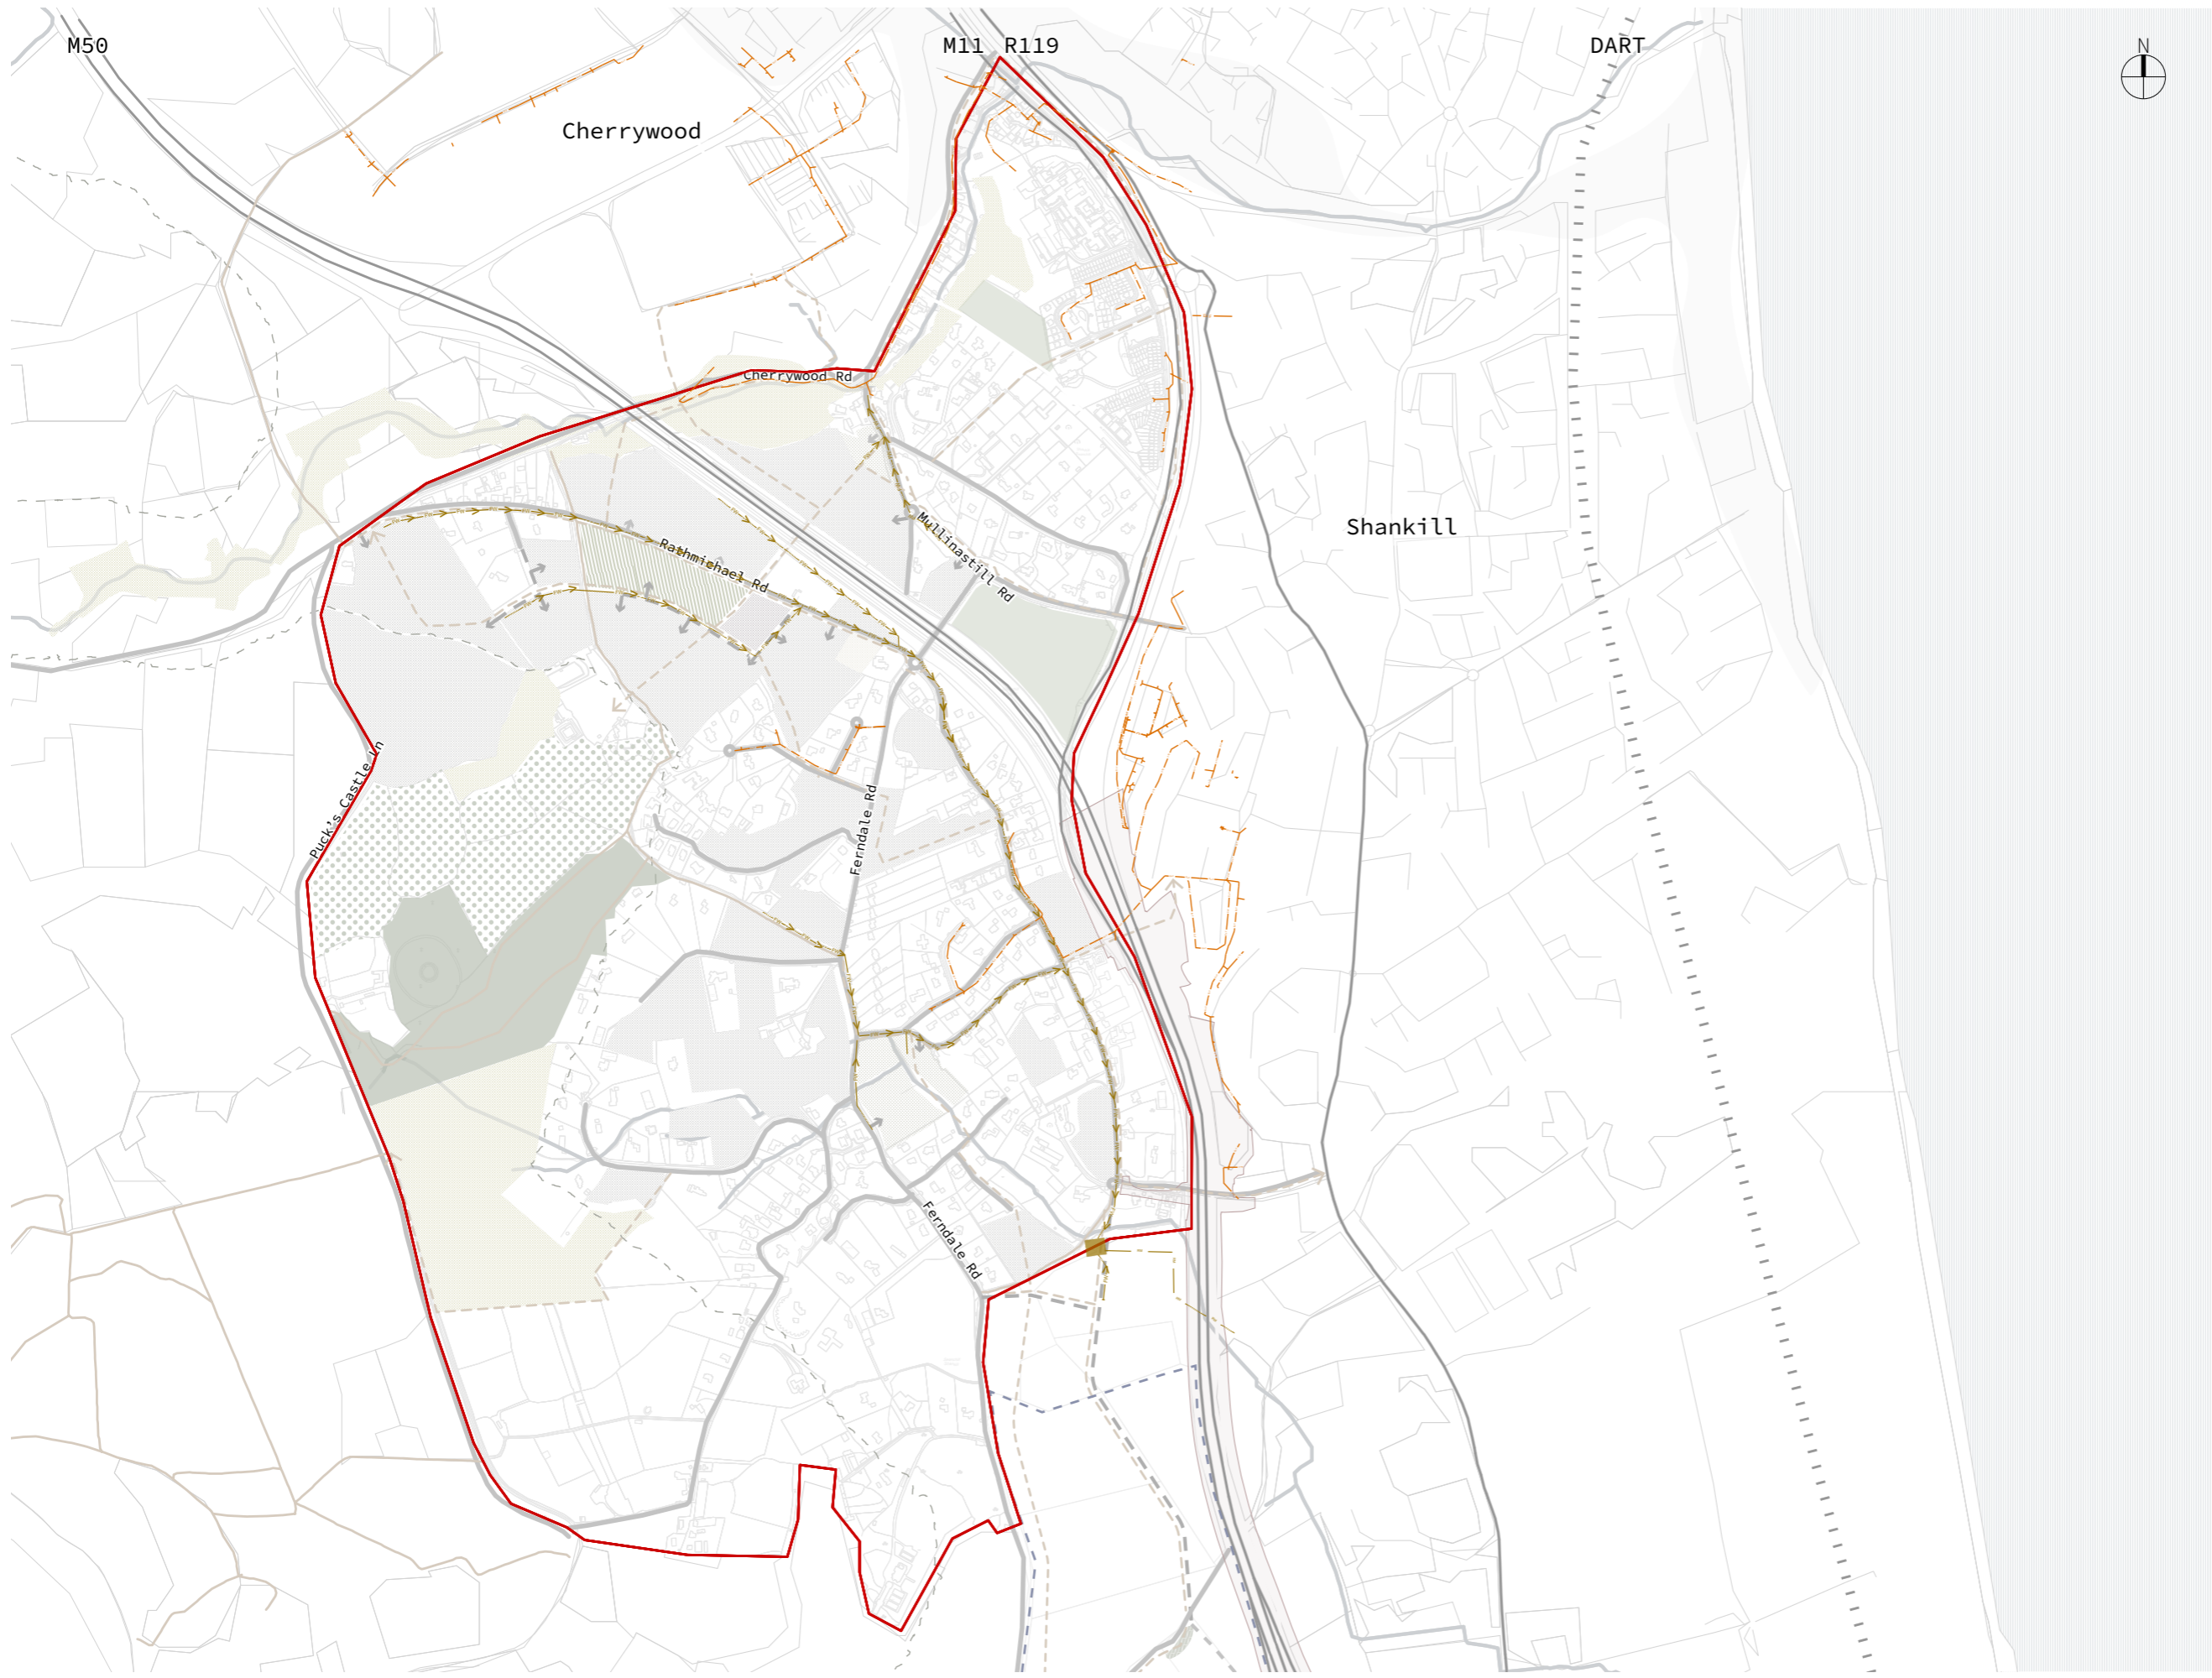 M50
M11
R119
DART
N
Cherrywood
Cherrywood Rd
Shankill
Mullinastill Rd
Rathmichael Rd
Puck's Castle Ln
Ferndale Rd
Ferndale Rd